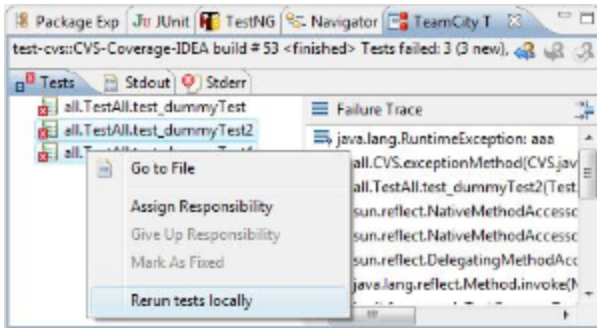 Package Exp JUnit TestNG Navigator TeamCity T
test-cvs::CVS-Coverage-IDEA build # 53 <finished> Tests failed: 3 (3 new),
Tests Stdout Stderr
all.TestAll.test_dummyTest
all.TestAll.test_dummyTest2
all.
Go to File
Assign Responsibility
Give Up Responsibility
Mark As Fixed
Rerun tests locally
Failure Trace
java.lang.RuntimeException: aaa
all.CVS.exceptionMethod(CVS.jav
all.TestAll.test_dummyTest2(Test
sun.reflect.NativeMethodAccessc
sun.reflect.NativeMethodAccessc
sun.reflect.DelegatingMethodAcc
java.lang.reflect.Method.invoke(N